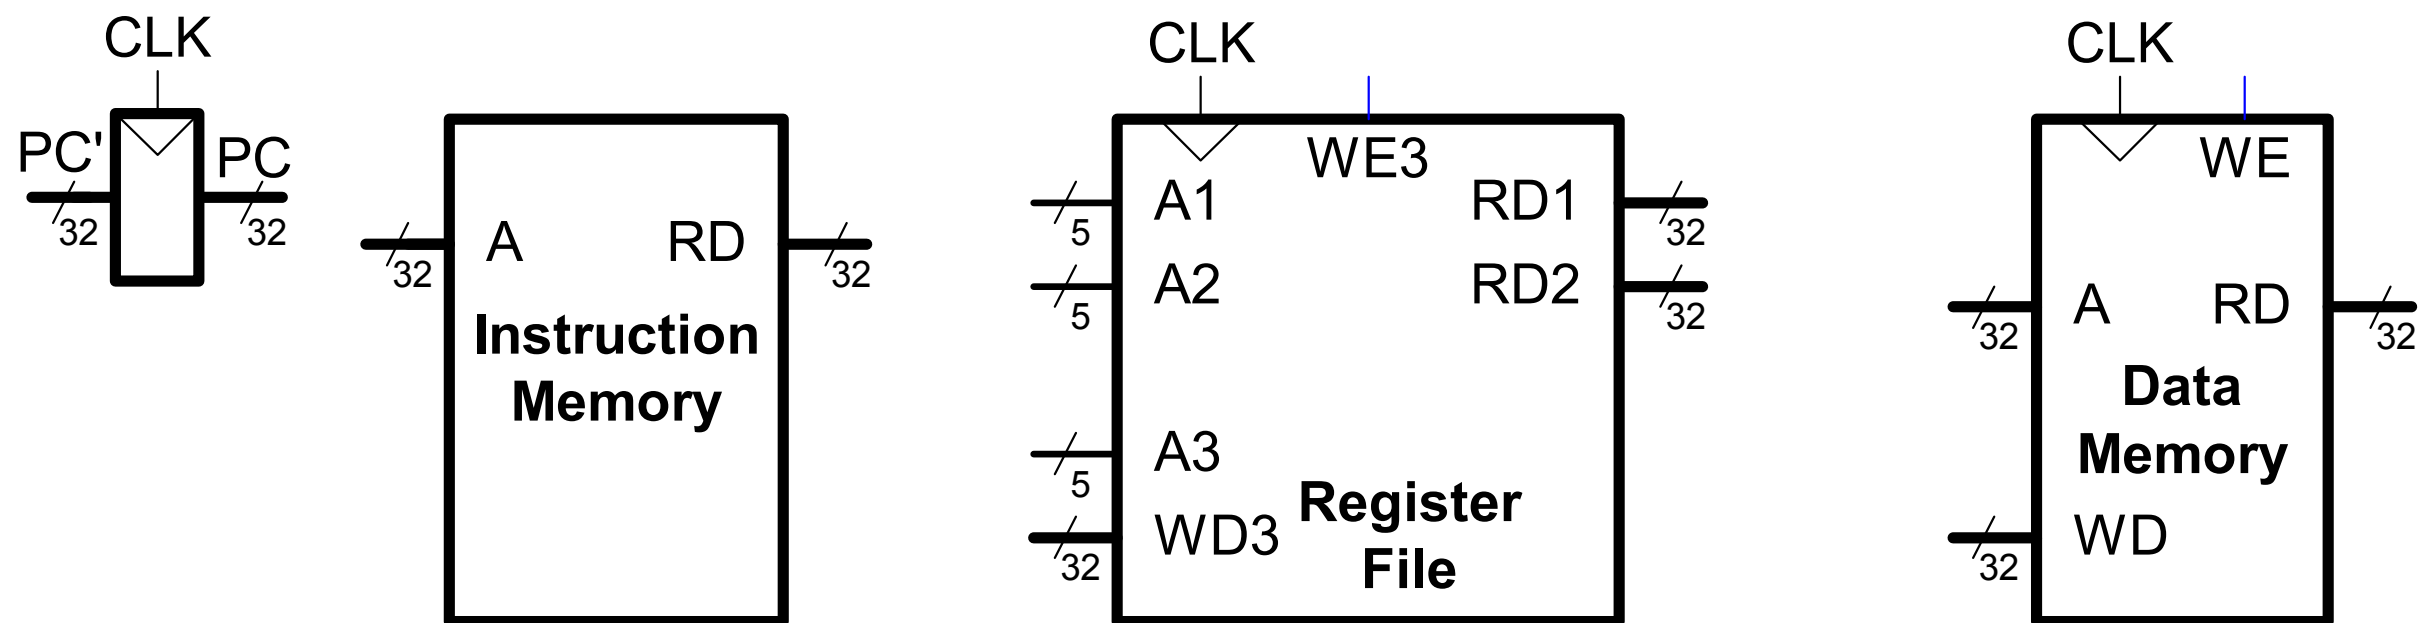 CLK
PC'
PC
32
32
A
RD
32
32
Instruction
Memory
CLK
WE3
A1
RD1
5
32
A2
RD2
5
32
A3
5
WD3
32
Register
File
CLK
WE
A
RD
32
32
Data
Memory
WD
32